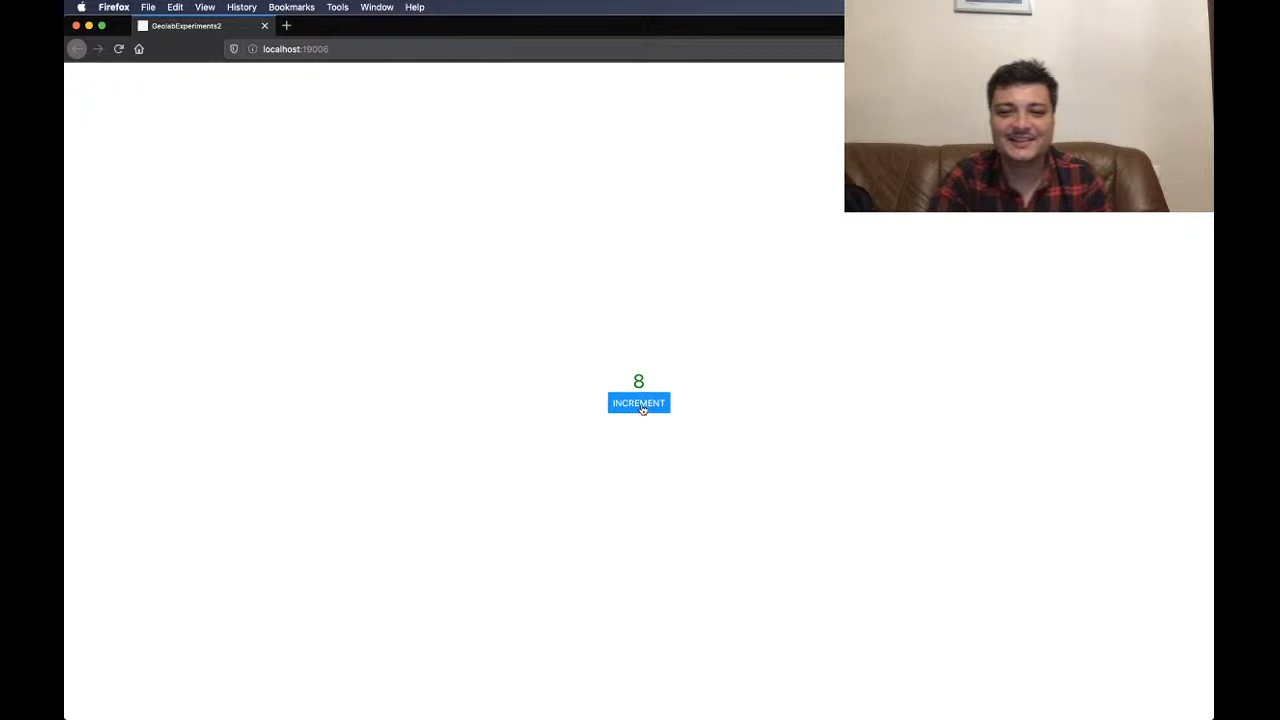 Firefox File Edit View History Bookmarks Tools Window Help
GeolabExperiments2
localhost:19006
8
INCREMENT